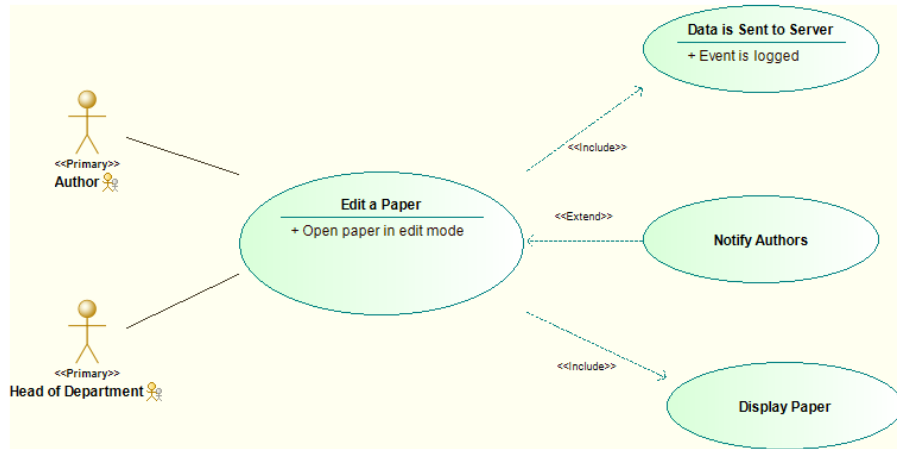 Data is Sent to Server
+ Event is logged
<<Include>>
<<Primary>>
Author
Edit a Paper
+ Open paper in edit mode
<<Extend>>
Notify Authors
<<Primary>>
Head of Department
<<Include>>
Display Paper